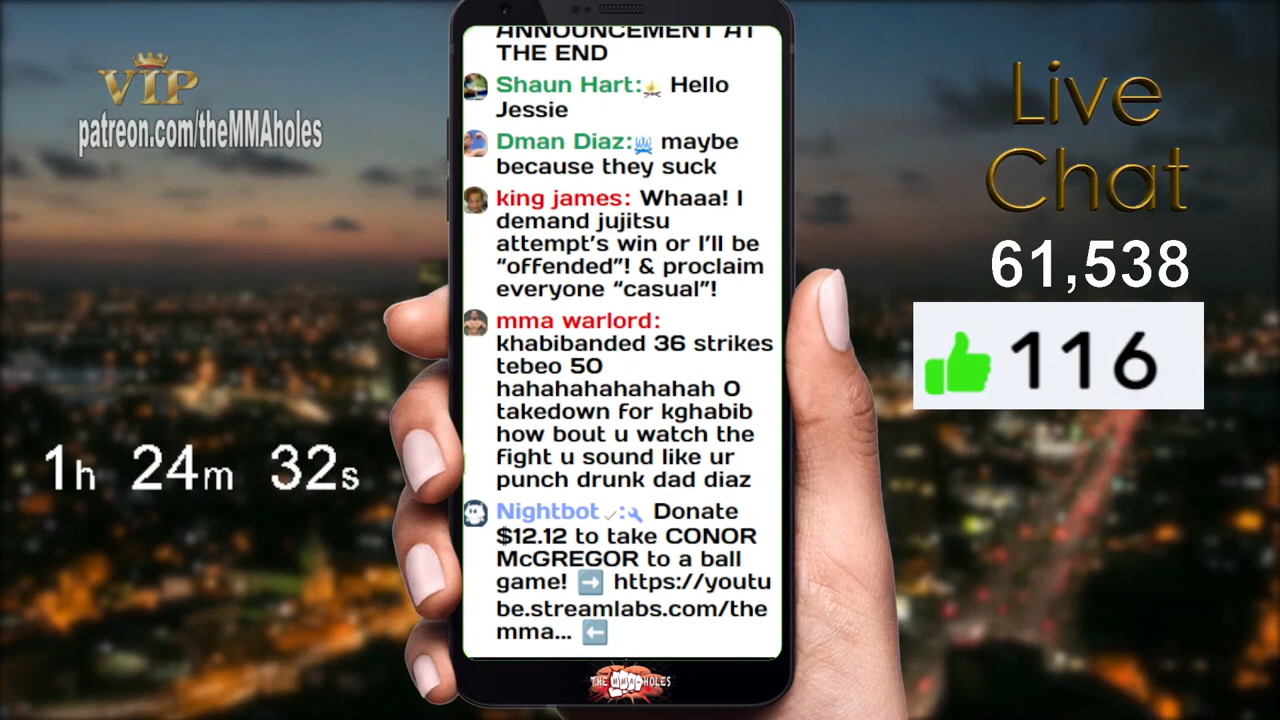 VIP
patreon.com/theMMAholes
ANNOUNCEMENT AT
THE END
Shaun Hart: Hello
Jessie
Dman Diaz: maybe
because they suck
king james: Whaaa! I
demand jujitsu
attempt’s win or I’ll be
“offended”! & proclaim
everyone “casual”!
mma warlord:
khabibanded 36 strikes
tebeo 50
hahahahahahahah O
takedown for kghabib
how bout u watch the
fight u sound like ur
punch drunk dad diaz
Nightbot ✓: Donate
$12.12 to take CONOR
McGREGOR to a ball
game! ➡️ https://youtu
be.streamlabs.com/the
mma... ⬅️
THE MMA-HOLES
Live
Chat
61,538
116
1h 24m 32s